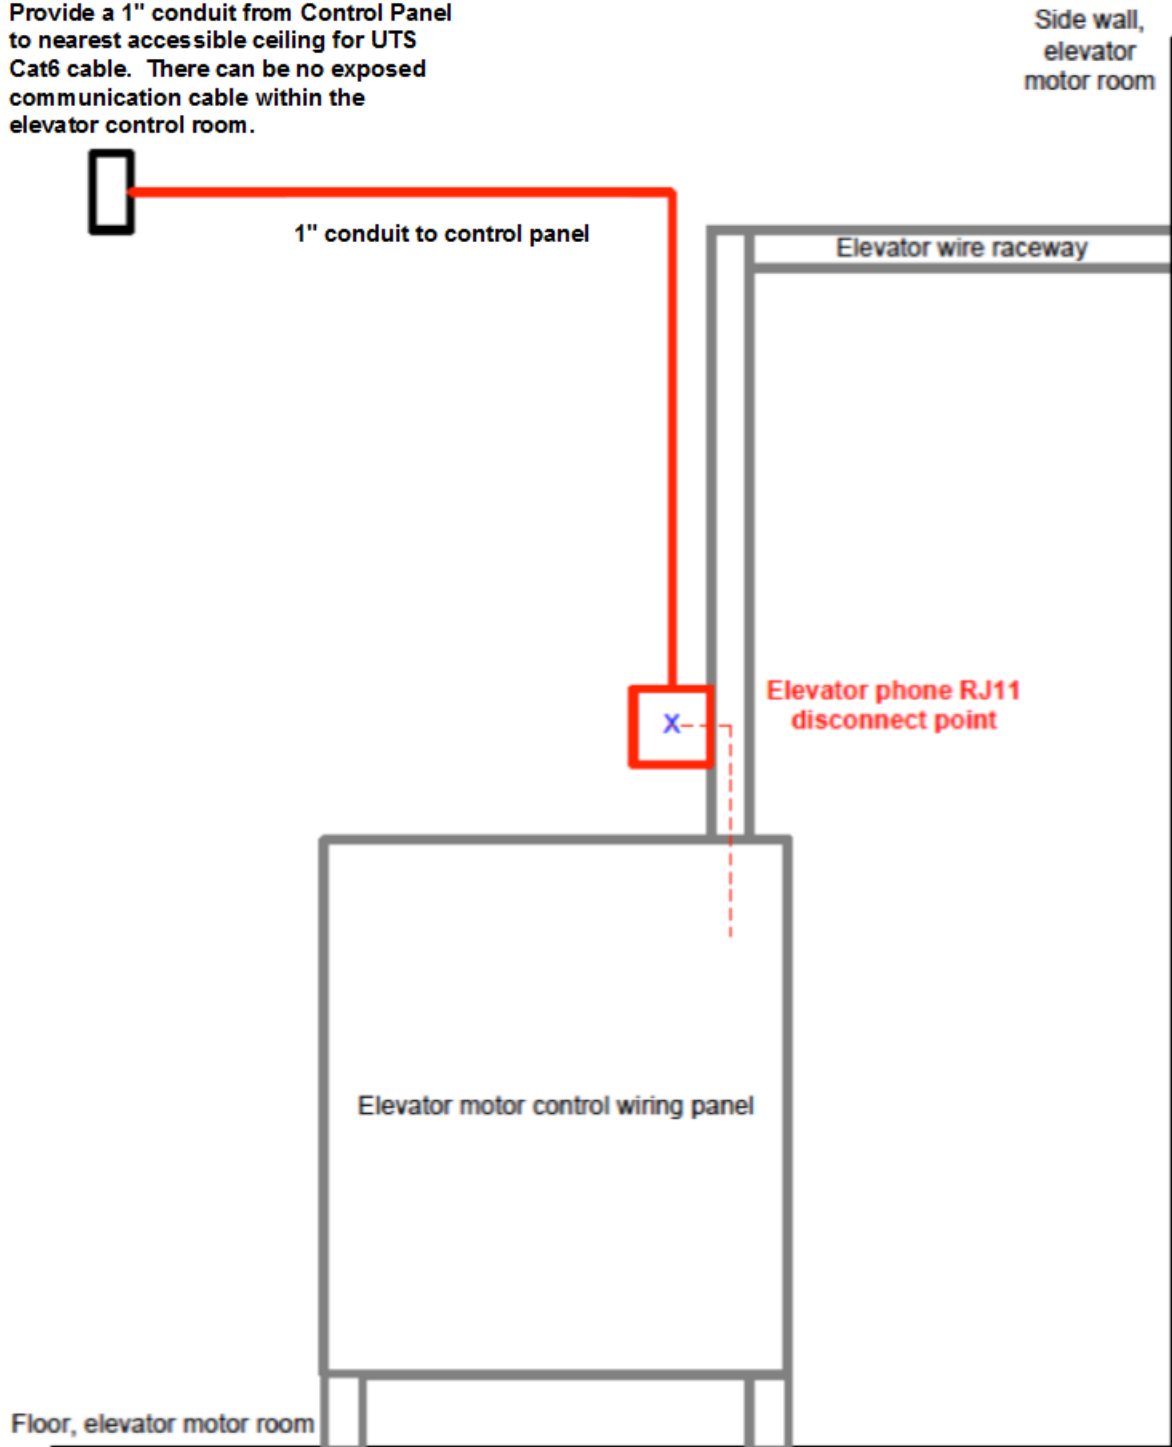 Provide a 1" conduit from Control Panel
to nearest accessible ceiling for UTS
Cat6 cable.  There can be no exposed
communication cable within the
elevator control room.
Side wall,
elevator
motor room
1" conduit to control panel
Elevator wire raceway
Elevator phone RJ11
disconnect point
X
Elevator motor control wiring panel
Floor, elevator motor room